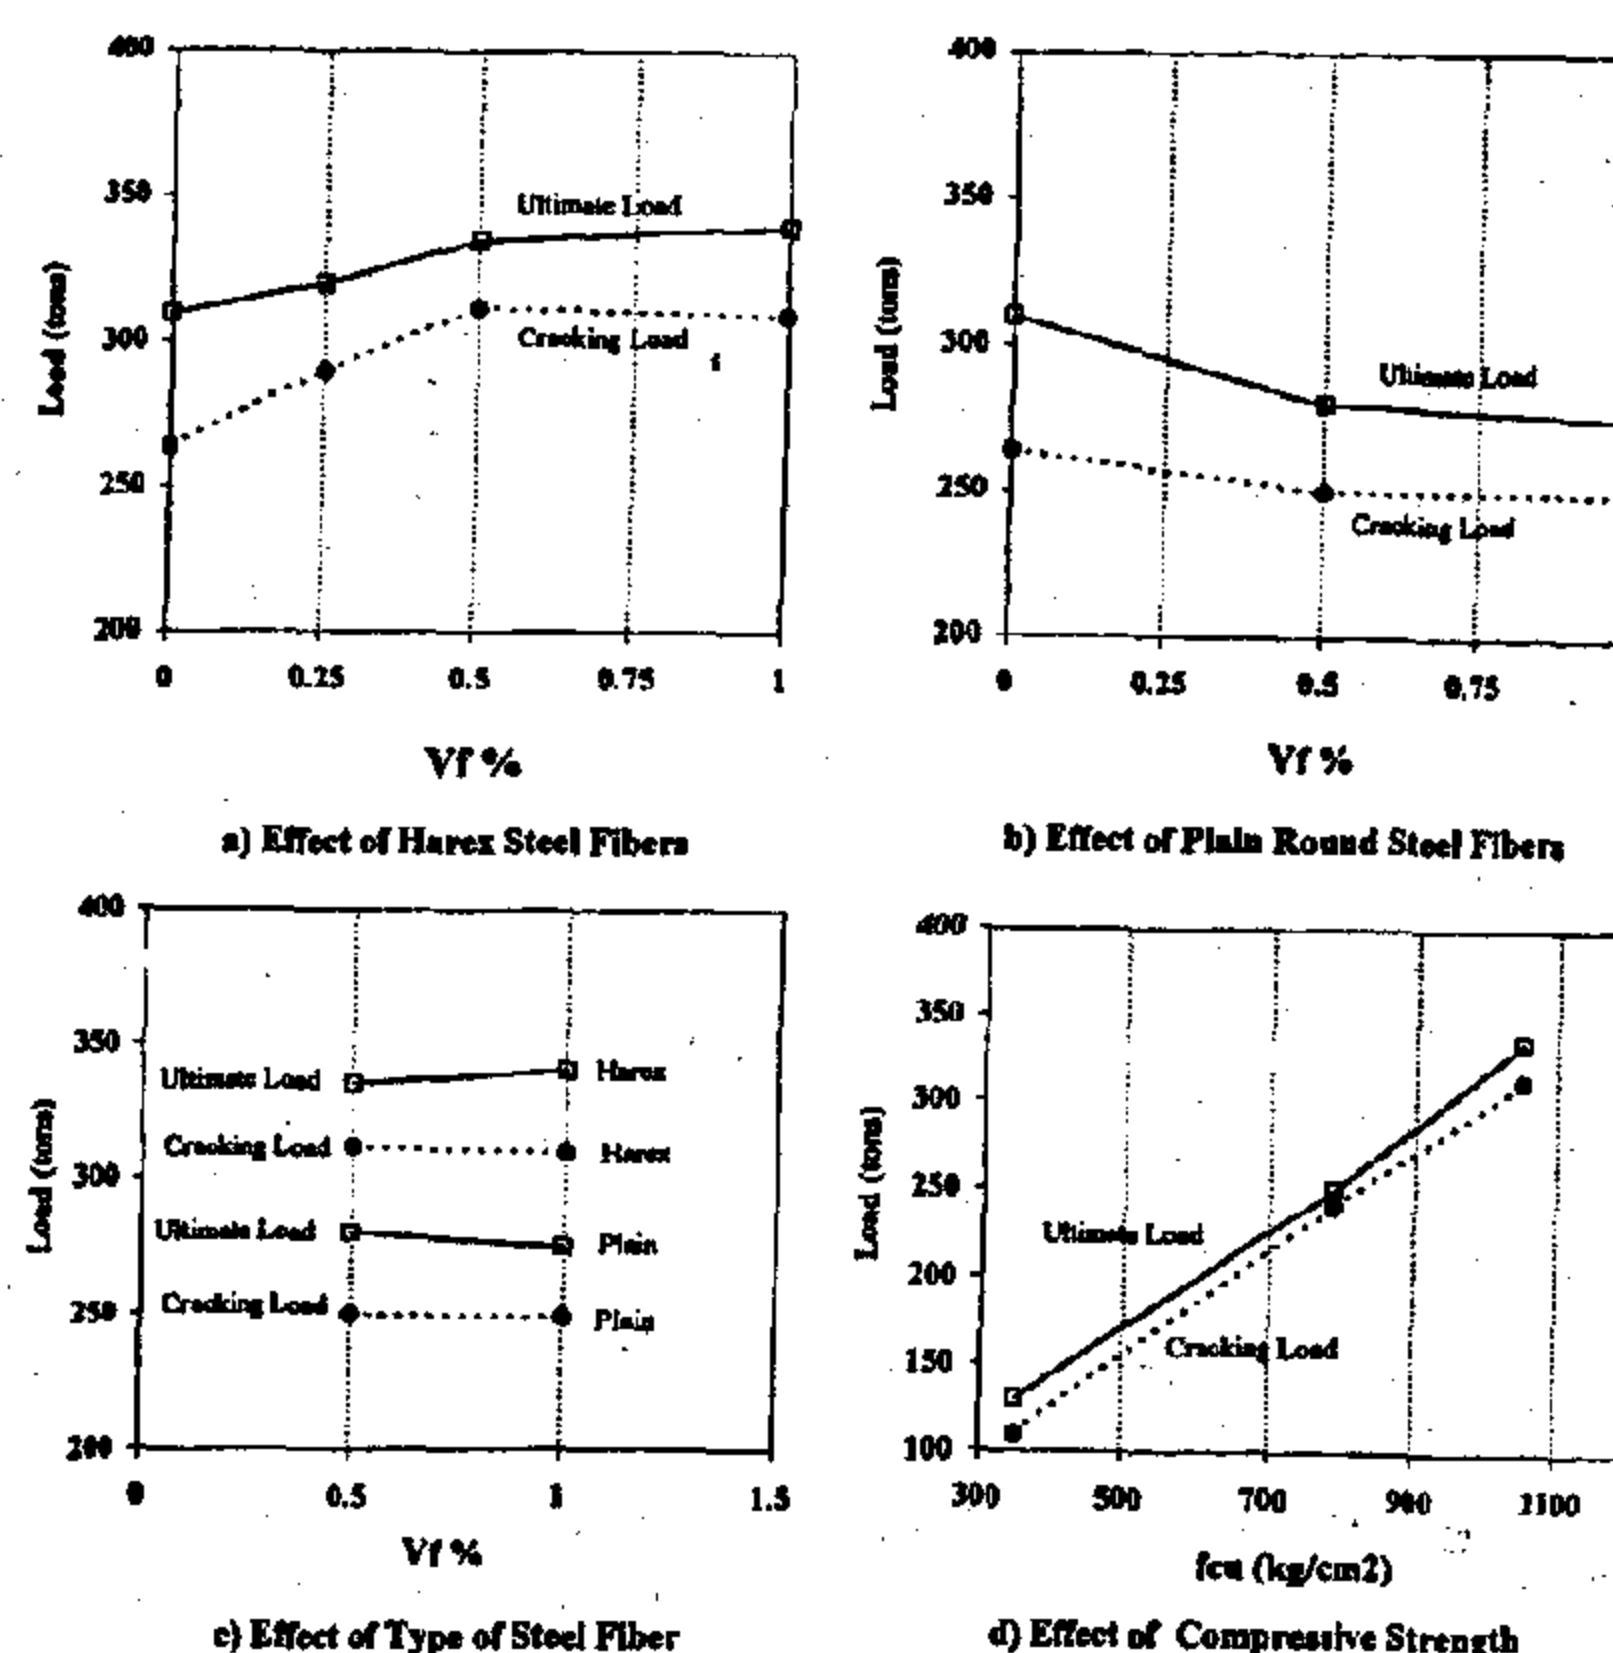 400
350
300
250
200
Load (tons)
Ultimate Load
Cracking Load
0 0.25 0.5 0.75 1
Vf %
a) Effect of Harex Steel Fibers
400
350
300
250
200
Load (tons)
Ultimate Load
Cracking Load
0 0.25 0.5 0.75
Vf %
b) Effect of Plain Round Steel Fibers
400
350
300
250
200
Load (tons)
Ultimate Load Harex
Cracking Load Harex
Ultimate Load Plain
Cracking Load Plain
0 0.5 1 1.5
Vf %
c) Effect of Type of Steel Fiber
400
350
300
250
200
150
100
Load (tons)
Ultimate Load
Cracking Load
300 500 700 900 1100
fcu (kg/cm2)
d) Effect of Compressive Strength